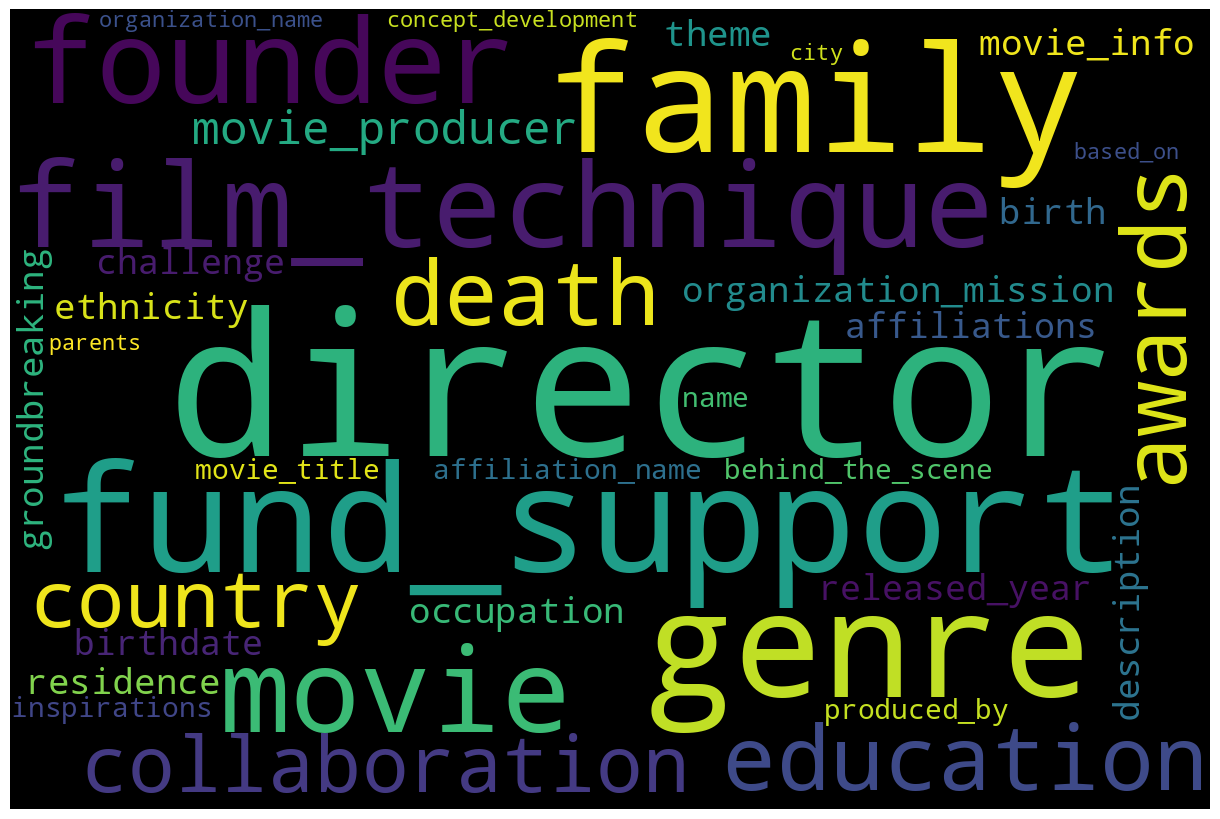 organization_name
concept_development
founder
family
theme
city
movie_info
movie_producer
film_technique
based_on
birth
awards
challenge
death
organization_mission
groundbreaking
ethnicity
affiliations
parents
director
name
movie_title
affiliation_name
behind_the_scene
fund_support
description
country
occupation
released_year
genre
birthdate
residence
movie
inspirations
produced_by
collaboration
education